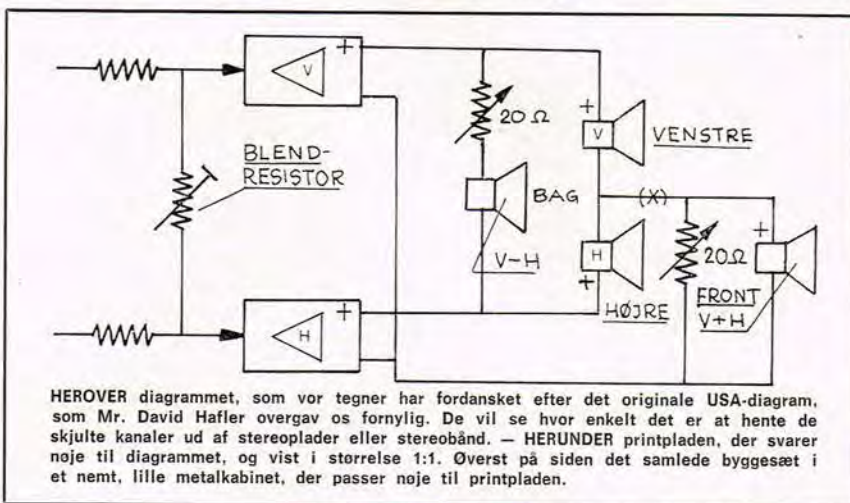 +
V
20Ω
+
V
VENSTRE
BLEND-
RESISTOR
BAG
(X)
+
V-H
H
20Ω
+
+
HØJRE
FRONT
V+H
H
HEROVER diagrammet, som vor tegner har fordansket efter det originale USA-diagram,
som Mr. David Hafler overgav os fornylig. De vil se hvor enkelt det er at hente de
skjulte kanaler ud af stereoplader eller stereobånd. — HERUNDER printpladen, der svarer
nøje til diagrammet, og vist i størrelse 1:1. Øverst på siden det samlede byggesæt i
et nemt, lille metalkabinet, der passer nøje til printpladen.